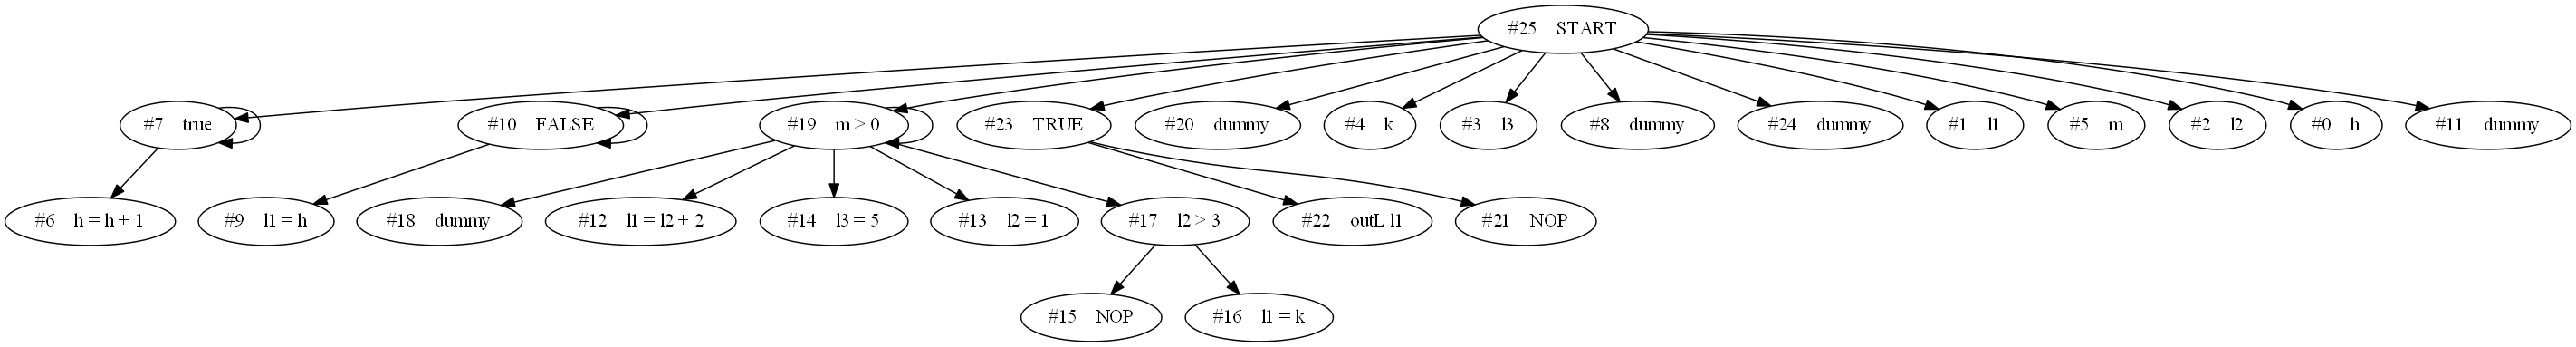 #25 START
#7 true
#10 FALSE
#19 m > 0
#23 TRUE
#20 dummy
#4 k
#3 l3
#8 dummy
#24 dummy
#1 l1
#5 m
#2 l2
#0 h
#11 dummy
#6 h = h + 1
#9 l1 = h
#18 dummy
#12 l1 = l2 + 2
#14 l3 = 5
#13 l2 = 1
#17 l2 > 3
#22 outL l1
#21 NOP
#15 NOP
#16 l1 = k